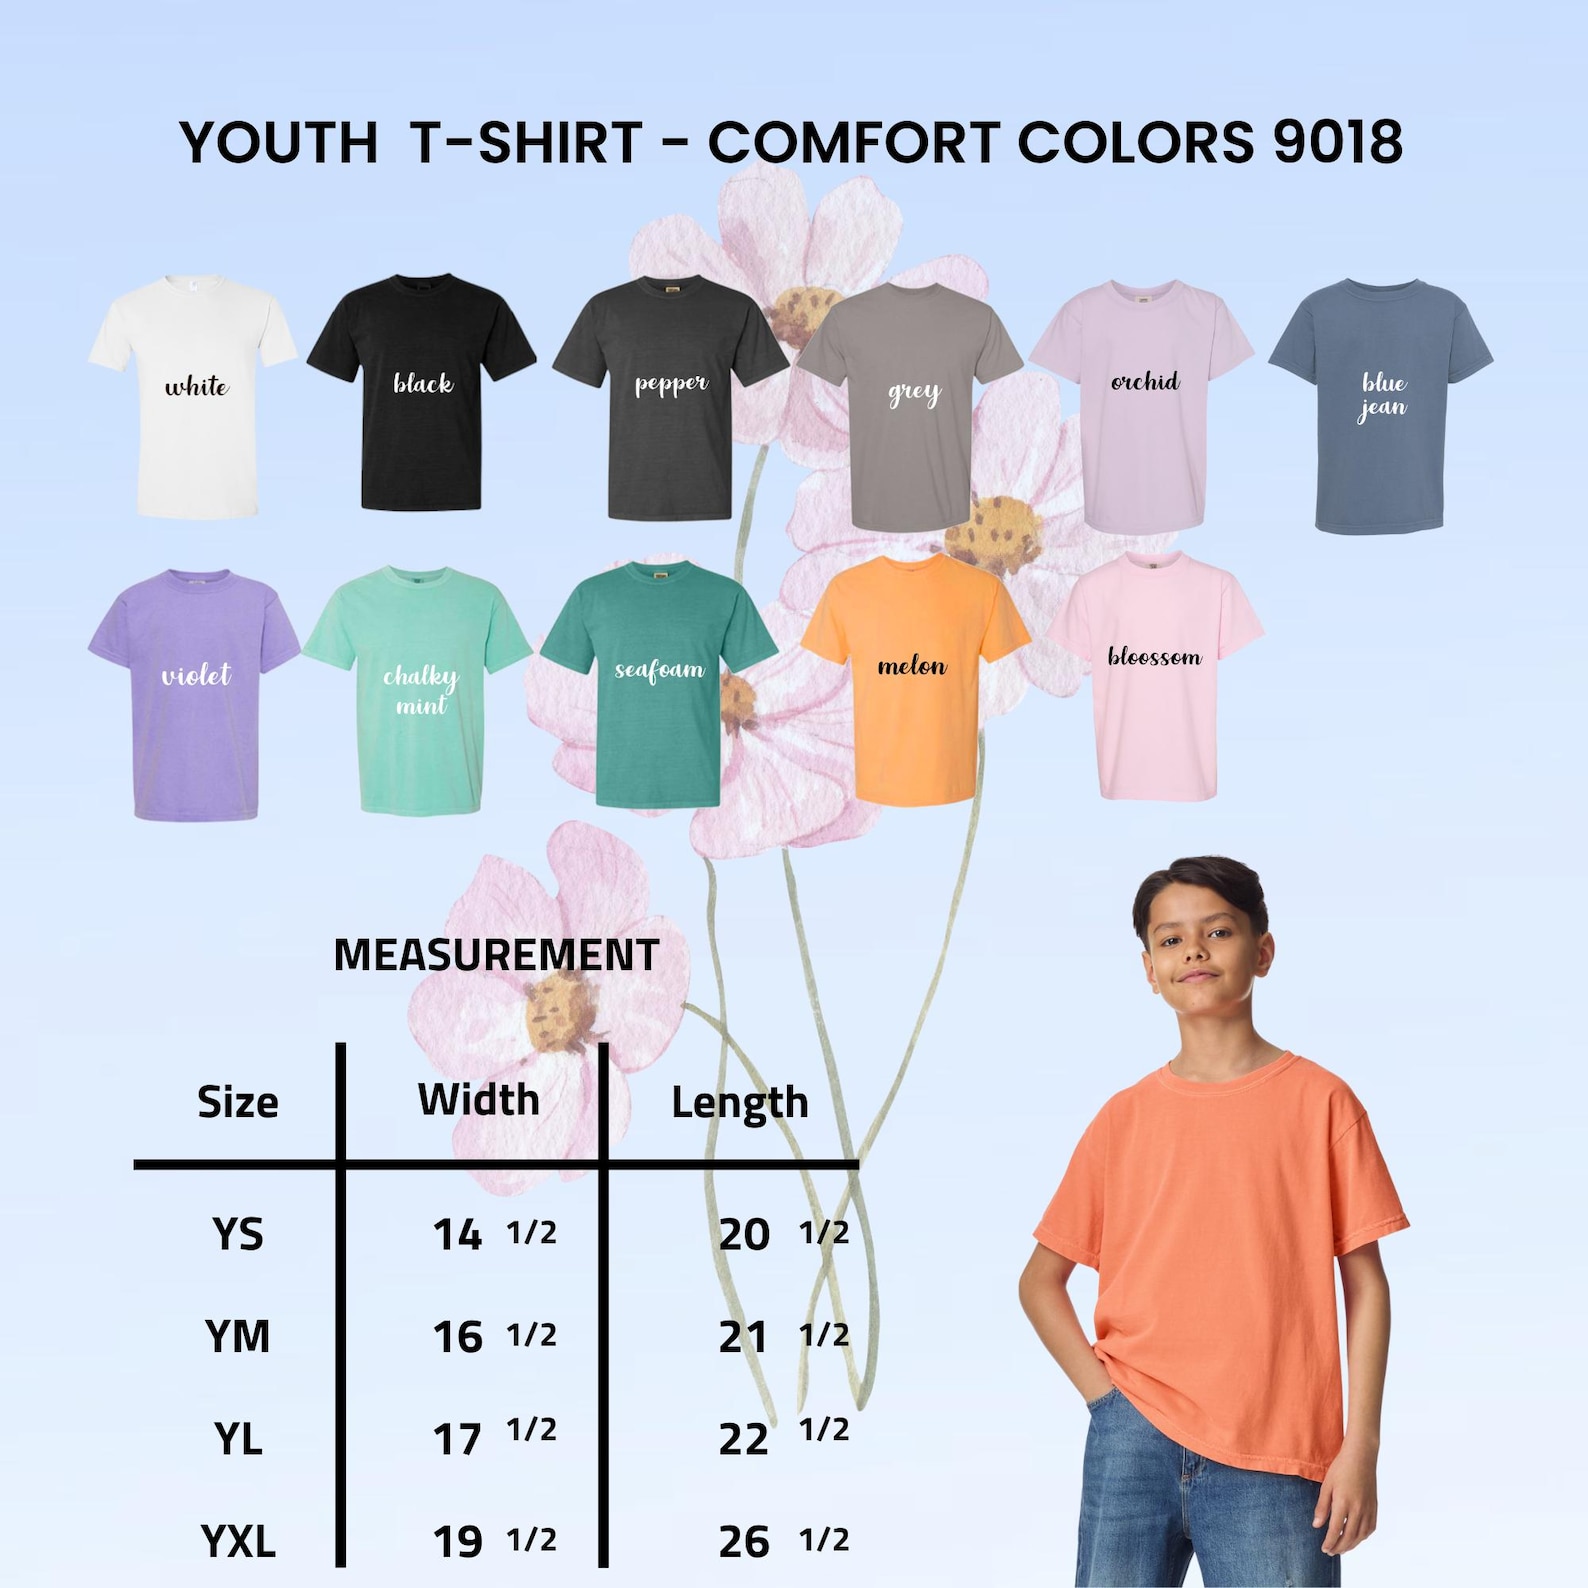 YOUTH T-SHIRT - COMFORT COLORS 9018
white
black
pepper
grey
orchid
blue
jean
violet
chalky
mint
seafoam
melon
bloossom
MEASUREMENT
Size Width Length
YS 14 1/2 20 1/2
YM 16 1/2 21 1/2
YL 17 1/2 22 1/2
YXL 19 1/2 26 1/2